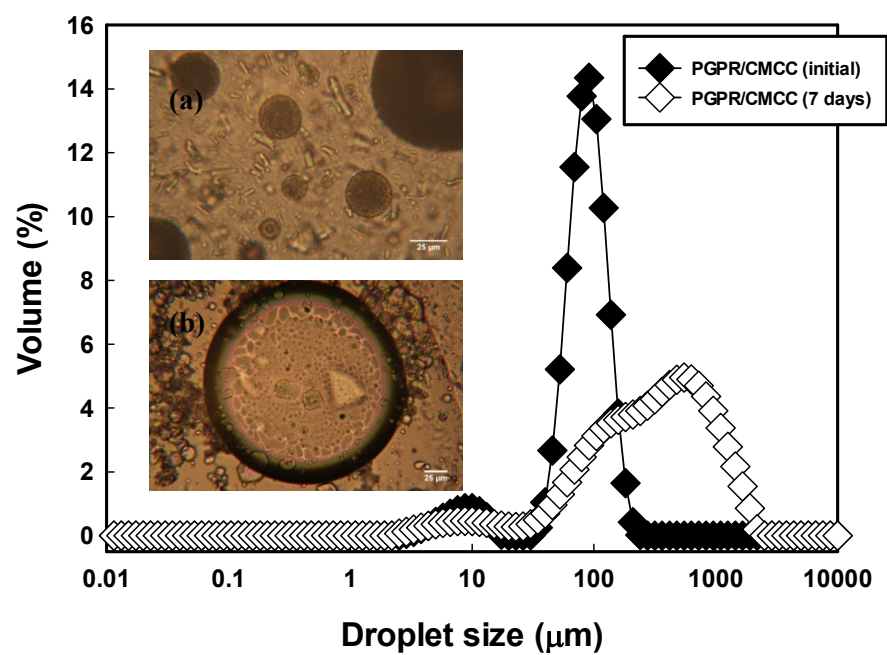 16
14
12
10
8
6
4
2
0
Volume (%)
(a)
25 µm
(b)
25 µm
PGPR/CMCC (initial)
PGPR/CMCC (7 days)
0.01 0.1 1 10 100 1000 10000
Droplet size (µm)